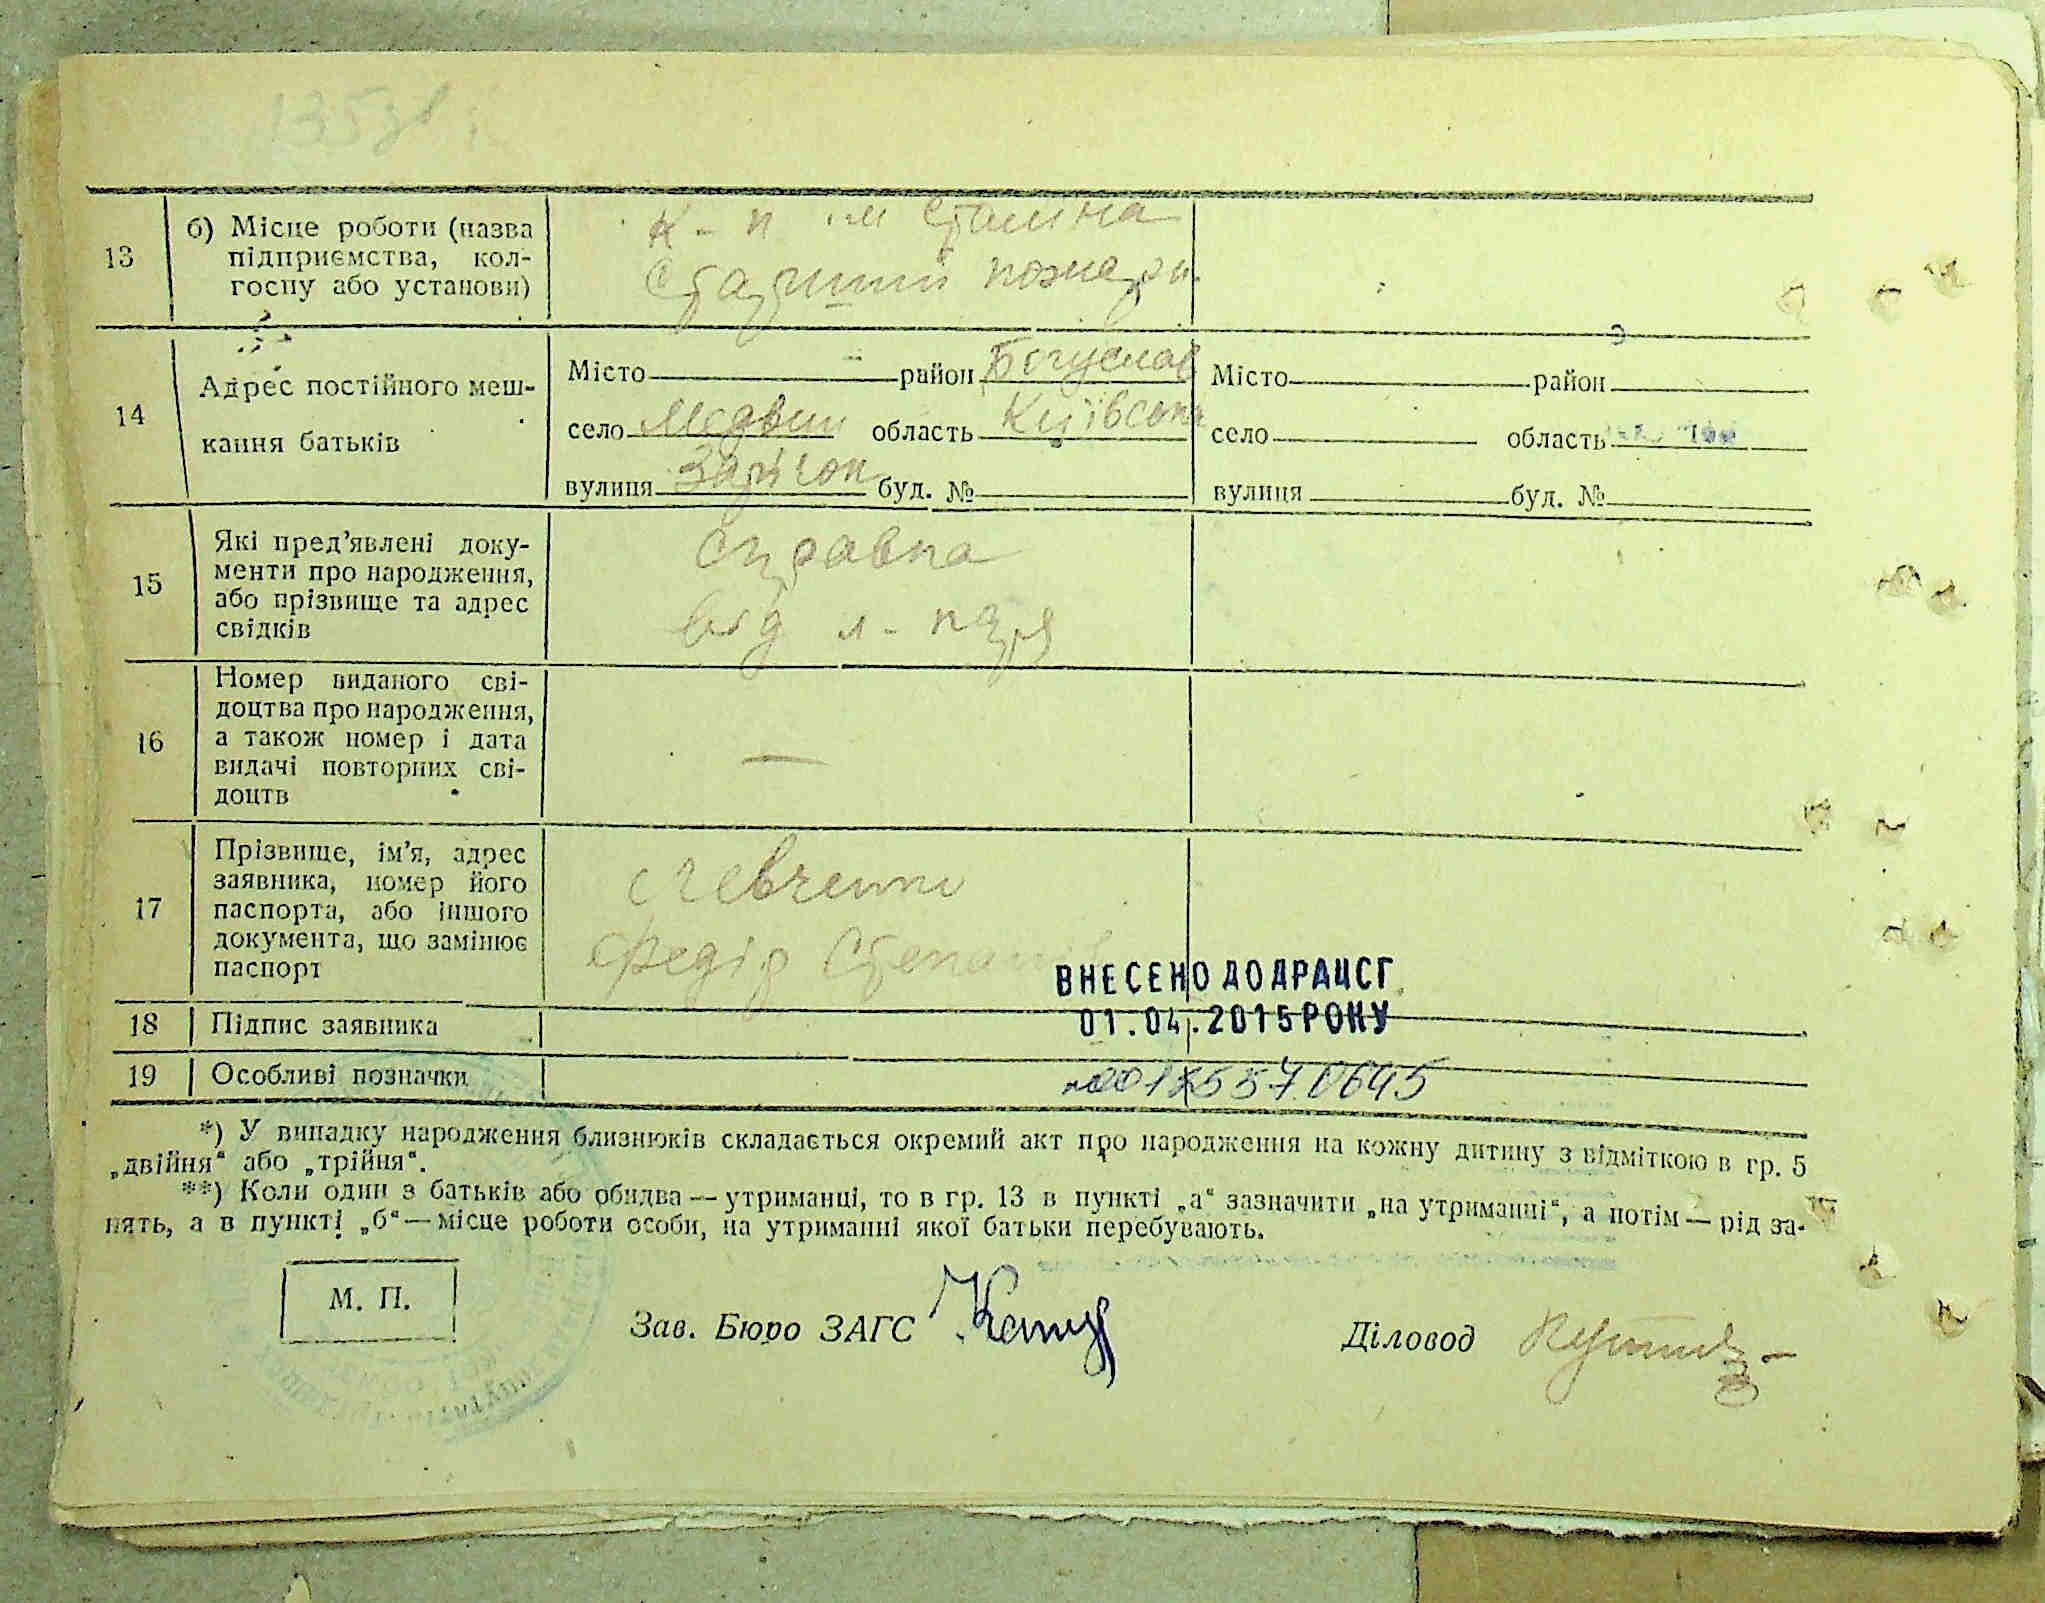 13
б) Місце роботи (назва
підприємства, кол-
госпу або установи)
к-п ім Сталіна
Старший пожарн.
14
Адрес постійного меш-
кання батьків
Місто район Богуслав
село Медвин область Київська
вулиця буд. №
Місто район
село область
вулиця буд. №
15
Які пред'явлені доку-
менти про народження,
або прізвище та адрес
свідків
Справка
від л-каря
16
Номер виданого сві-
доцтва про народження,
а також номер і дата
видачі повторних сві-
доцтв
—
17
Прізвище, ім'я, адрес
заявника, номер його
паспорта, або іншого
документа, що замінює
паспорт
Шевченко
Федір Степан
ВНЕСЕНО ДО ДРАЦСГ
01.04.2015 РОКУ
18 Підпис заявника
19 Особливі позначки
*) У випадку народження близнюків складається окремий акт про народження на кожну дитину з відміткою в гр. 5
„двійня“ або „трійня“.
**) Коли один з батьків або обидва — утриманці, то в гр. 13 в пункті „а“ зазначити „на утриманні“, а потім — рід за-
нять, а в пункті „б“ — місце роботи особи, на утриманні якої батьки перебувають.
М. П.
Зав. Бюро ЗАГС
Діловод